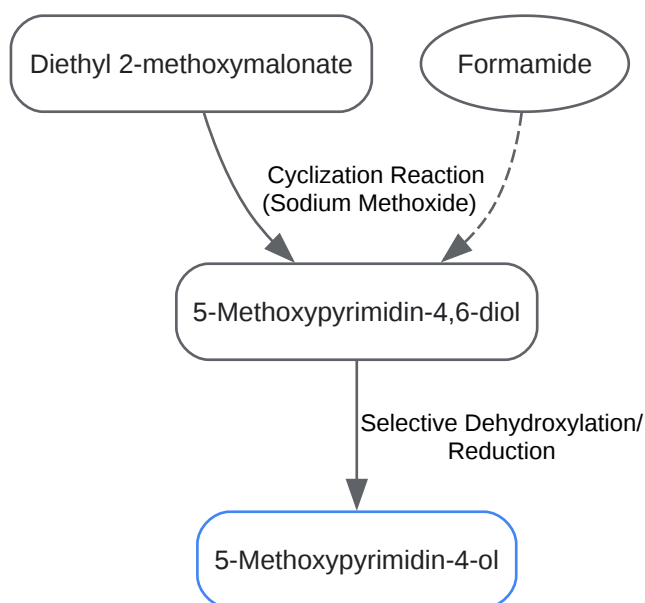 Diethyl 2-methoxymalonate
Formamide
Cyclization Reaction
(Sodium Methoxide)
5-Methoxypyrimidin-4,6-diol
Selective Dehydroxylation/
Reduction
5-Methoxypyrimidin-4-ol